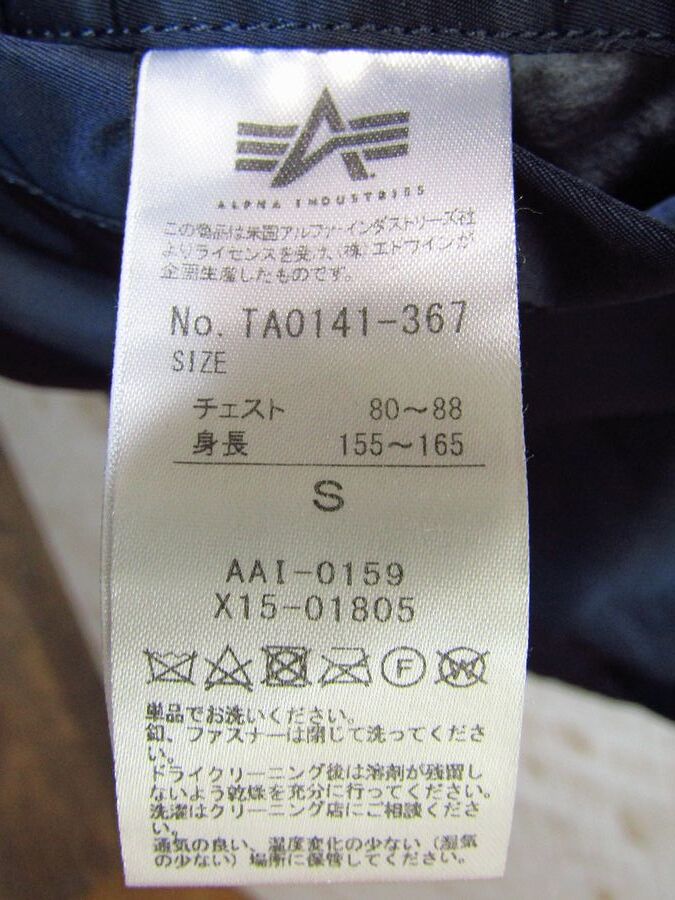 ALPHA INDUSTRIES
この商品は米国アルファ・インダストリーズ社
よりライセンスを受け、(株)エドウインが
企画生産したものです。
No. TA0141-367
SIZE
チェスト 80～88
身長 155～165
S
AAI-0159
X15-01805
F
W
単品でお洗いください。
釦、ファスナーは閉じて洗ってくださ
い。
ドライクリーニング後は溶剤が残留し
ないよう乾燥を充分に行ってください。
洗濯はクリーニング店にご相談くださ
い。
通気の良い、温度変化の少ない(湿気
の少ない)場所に保管してください。